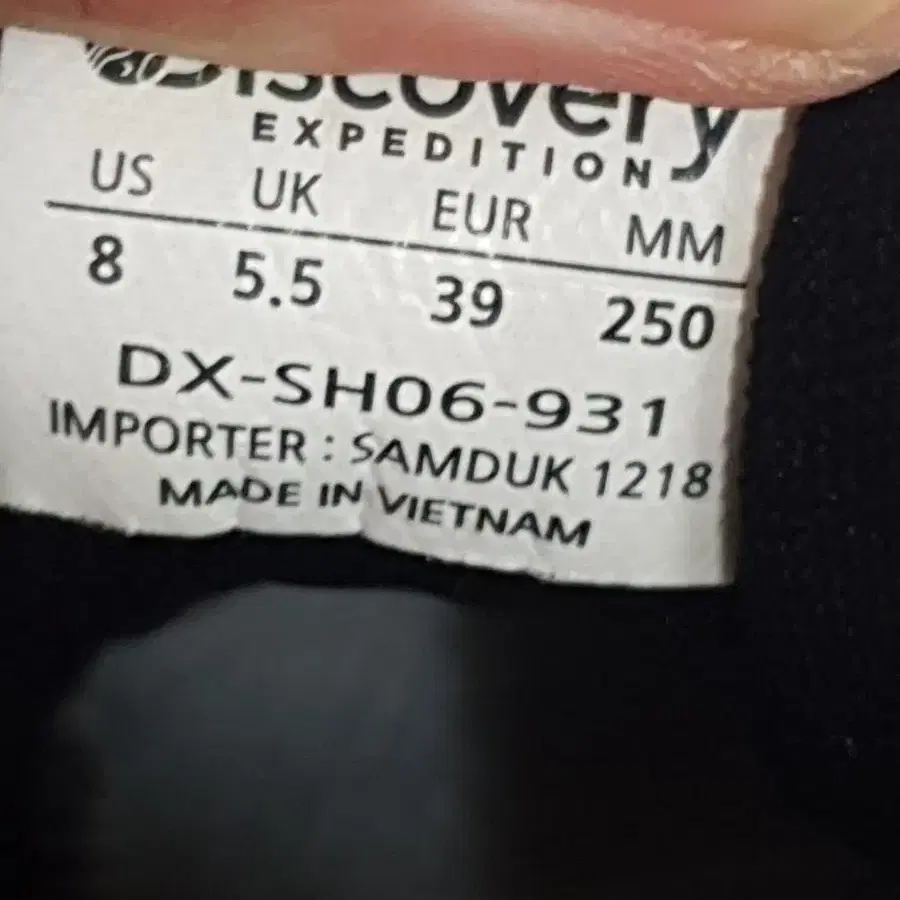 Discovery
EXPEDITION
US UK EUR MM
8 5.5 39 250
DX-SH06-931
IMPORTER : SAMDUK 1218
MADE IN VIETNAM